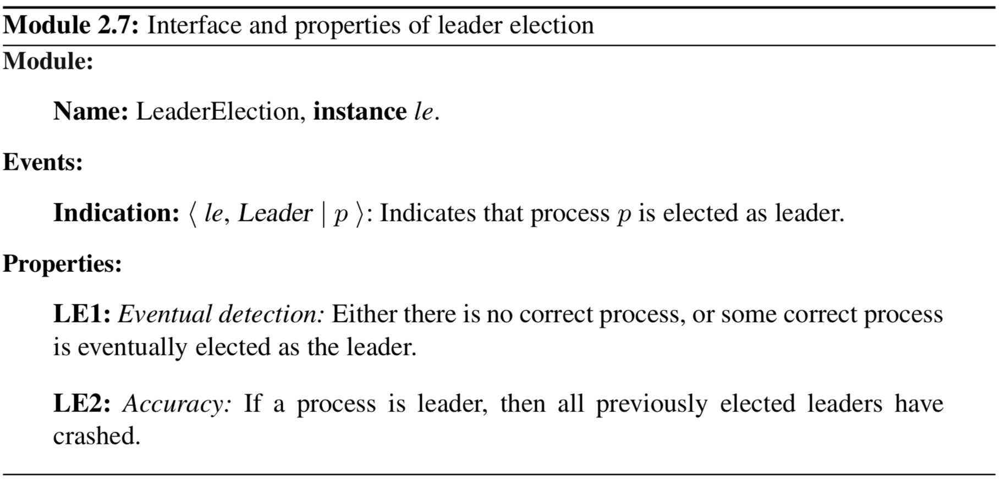 Module 2.7: Interface and properties of leader election
Module:
Name: LeaderElection, instance le.
Events:
Indication: ⟨ le, Leader | p ⟩: Indicates that process p is elected as leader.
Properties:
LE1: Eventual detection: Either there is no correct process, or some correct process
is eventually elected as the leader.
LE2: Accuracy: If a process is leader, then all previously elected leaders have
crashed.